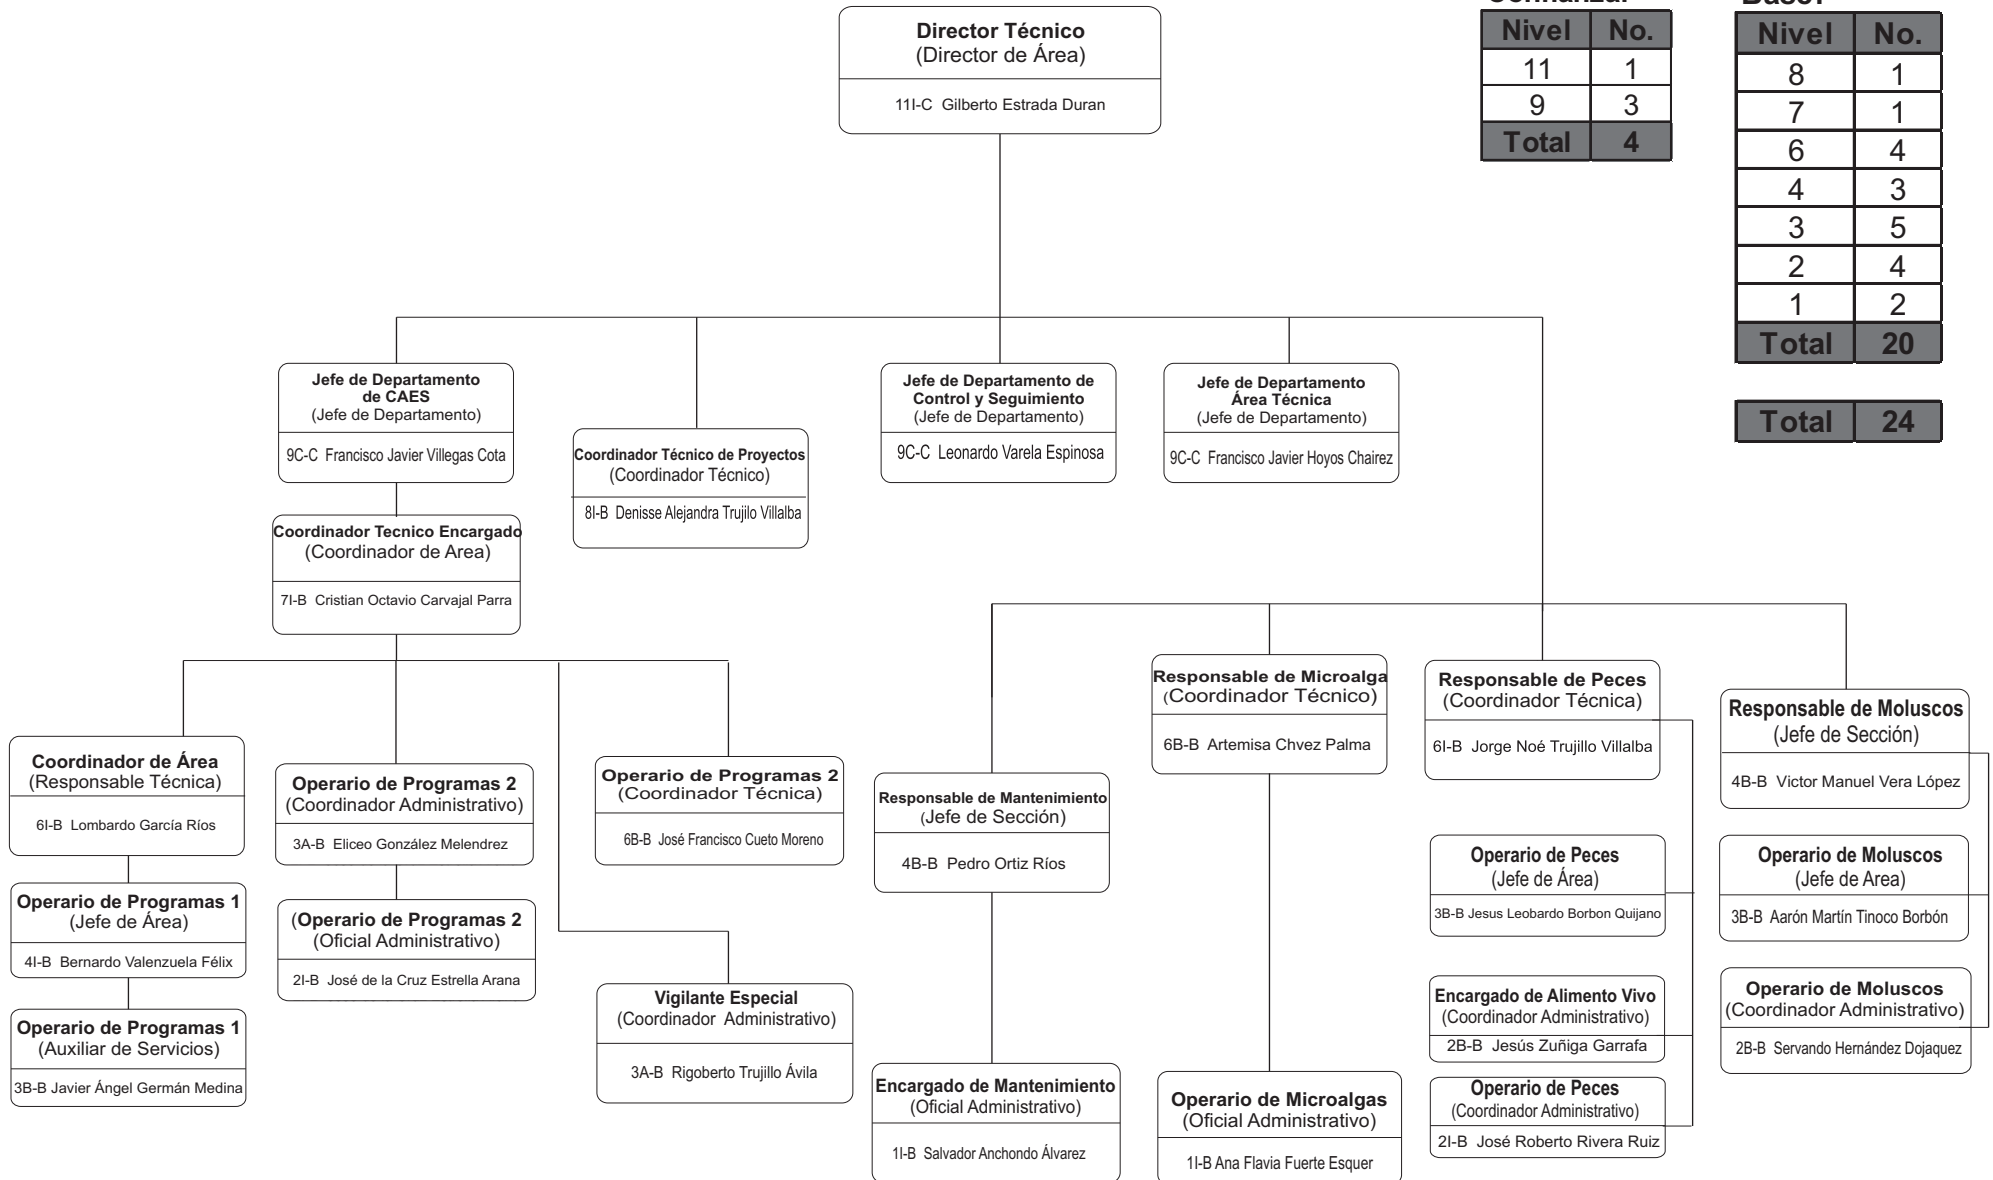 Confianza:
Base:
Director Técnico
(Director de Área)
11I-C Gilberto Estrada Duran
Nivel No.
11 1
9 3
Total 4
Nivel No.
8 1
7 1
6 4
4 3
3 5
2 4
1 2
Total 20
Total 24
Jefe de Departamento
de CAES
(Jefe de Departamento)
9C-C Francisco Javier Villegas Cota
Coordinador Técnico de Proyectos
(Coordinador Técnico)
8I-B Denisse Alejandra Trujilo Villalba
Jefe de Departamento de
Control y Seguimiento
(Jefe de Departamento)
9C-C Leonardo Varela Espinosa
Jefe de Departamento
Área Técnica
(Jefe de Departamento)
9C-C Francisco Javier Hoyos Chairez
Coordinador Tecnico Encargado
(Coordinador de Area)
7I-B Cristian Octavio Carvajal Parra
Coordinador de Área
(Responsable Técnica)
6I-B Lombardo García Ríos
Operario de Programas 1
(Jefe de Área)
4I-B Bernardo Valenzuela Félix
Operario de Programas 1
(Auxiliar de Servicios)
3B-B Javier Ángel Germán Medina
Operario de Programas 2
(Coordinador Administrativo)
3A-B Eliceo González Melendrez
(Operario de Programas 2
(Oficial Administrativo)
2I-B José de la Cruz Estrella Arana
Operario de Programas 2
(Coordinador Técnica)
6B-B José Francisco Cueto Moreno
Vigilante Especial
(Coordinador Administrativo)
3A-B Rigoberto Trujillo Ávila
Responsable de Mantenimiento
(Jefe de Sección)
4B-B Pedro Ortiz Ríos
Encargado de Mantenimiento
(Oficial Administrativo)
1I-B Salvador Anchondo Álvarez
Responsable de Microalga
(Coordinador Técnico)
6B-B Artemisa Chvez Palma
Operario de Microalgas
(Oficial Administrativo)
1I-B Ana Flavia Fuerte Esquer
Responsable de Peces
(Coordinador Técnica)
6I-B Jorge Noé Trujillo Villalba
Operario de Peces
(Jefe de Área)
3B-B Jesus Leobardo Borbon Quijano
Encargado de Alimento Vivo
(Coordinador Administrativo)
2B-B Jesús Zuñiga Garrafa
Operario de Peces
(Coordinador Administrativo)
2I-B José Roberto Rivera Ruiz
Responsable de Moluscos
(Jefe de Sección)
4B-B Victor Manuel Vera López
Operario de Moluscos
(Jefe de Area)
3B-B Aarón Martín Tinoco Borbón
Operario de Moluscos
(Coordinador Administrativo)
2B-B Servando Hernández Dojaquez